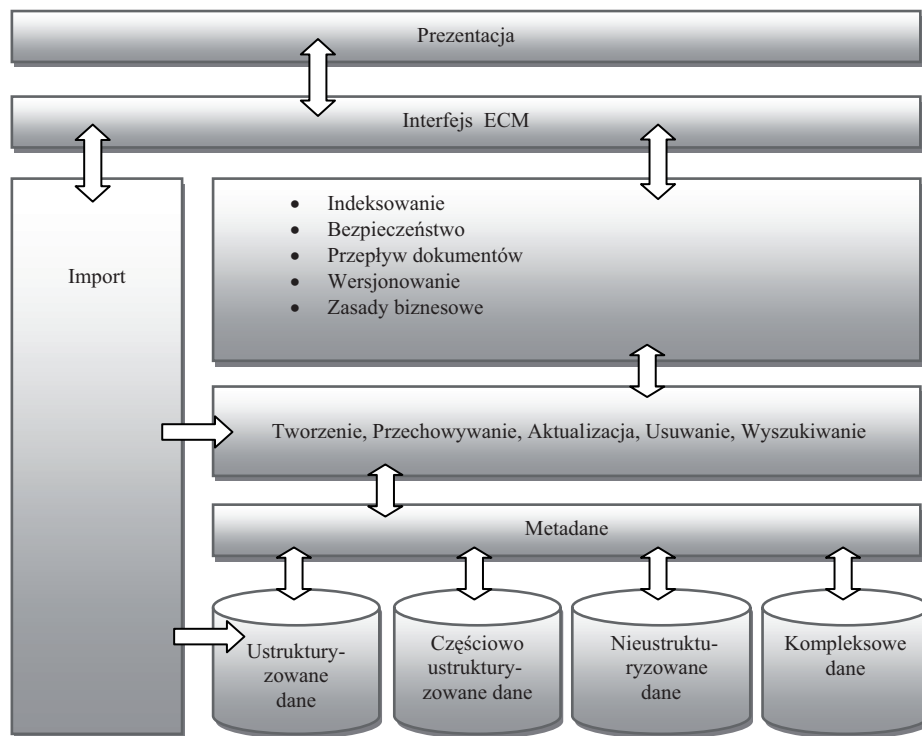 Prezentacja
Interfejs ECM
Import
• Indeksowanie
• Bezpieczeństwo
• Przepływ dokumentów
• Wersjonowanie
• Zasady biznesowe
Tworzenie, Przechowywanie, Aktualizacja, Usuwanie, Wyszukiwanie
Metadane
Ustruktury-
zowane
dane
Częściowo
ustruktury-
zowane dane
Nieustruktu-
ryzowane
dane
Kompleksowe
dane